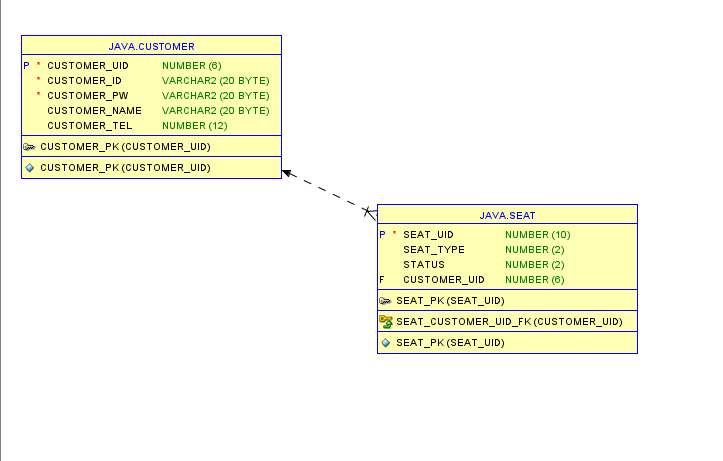 JAVA.CUSTOMER
P * CUSTOMER_UID NUMBER (6)
* CUSTOMER_ID VARCHAR2 (20 BYTE)
* CUSTOMER_PW VARCHAR2 (20 BYTE)
CUSTOMER_NAME VARCHAR2 (20 BYTE)
CUSTOMER_TEL NUMBER (12)
CUSTOMER_PK (CUSTOMER_UID)
CUSTOMER_PK (CUSTOMER_UID)
JAVA.SEAT
P * SEAT_UID NUMBER (10)
SEAT_TYPE NUMBER (2)
STATUS NUMBER (2)
F CUSTOMER_UID NUMBER (6)
SEAT_PK (SEAT_UID)
SEAT_CUSTOMER_UID_FK (CUSTOMER_UID)
SEAT_PK (SEAT_UID)